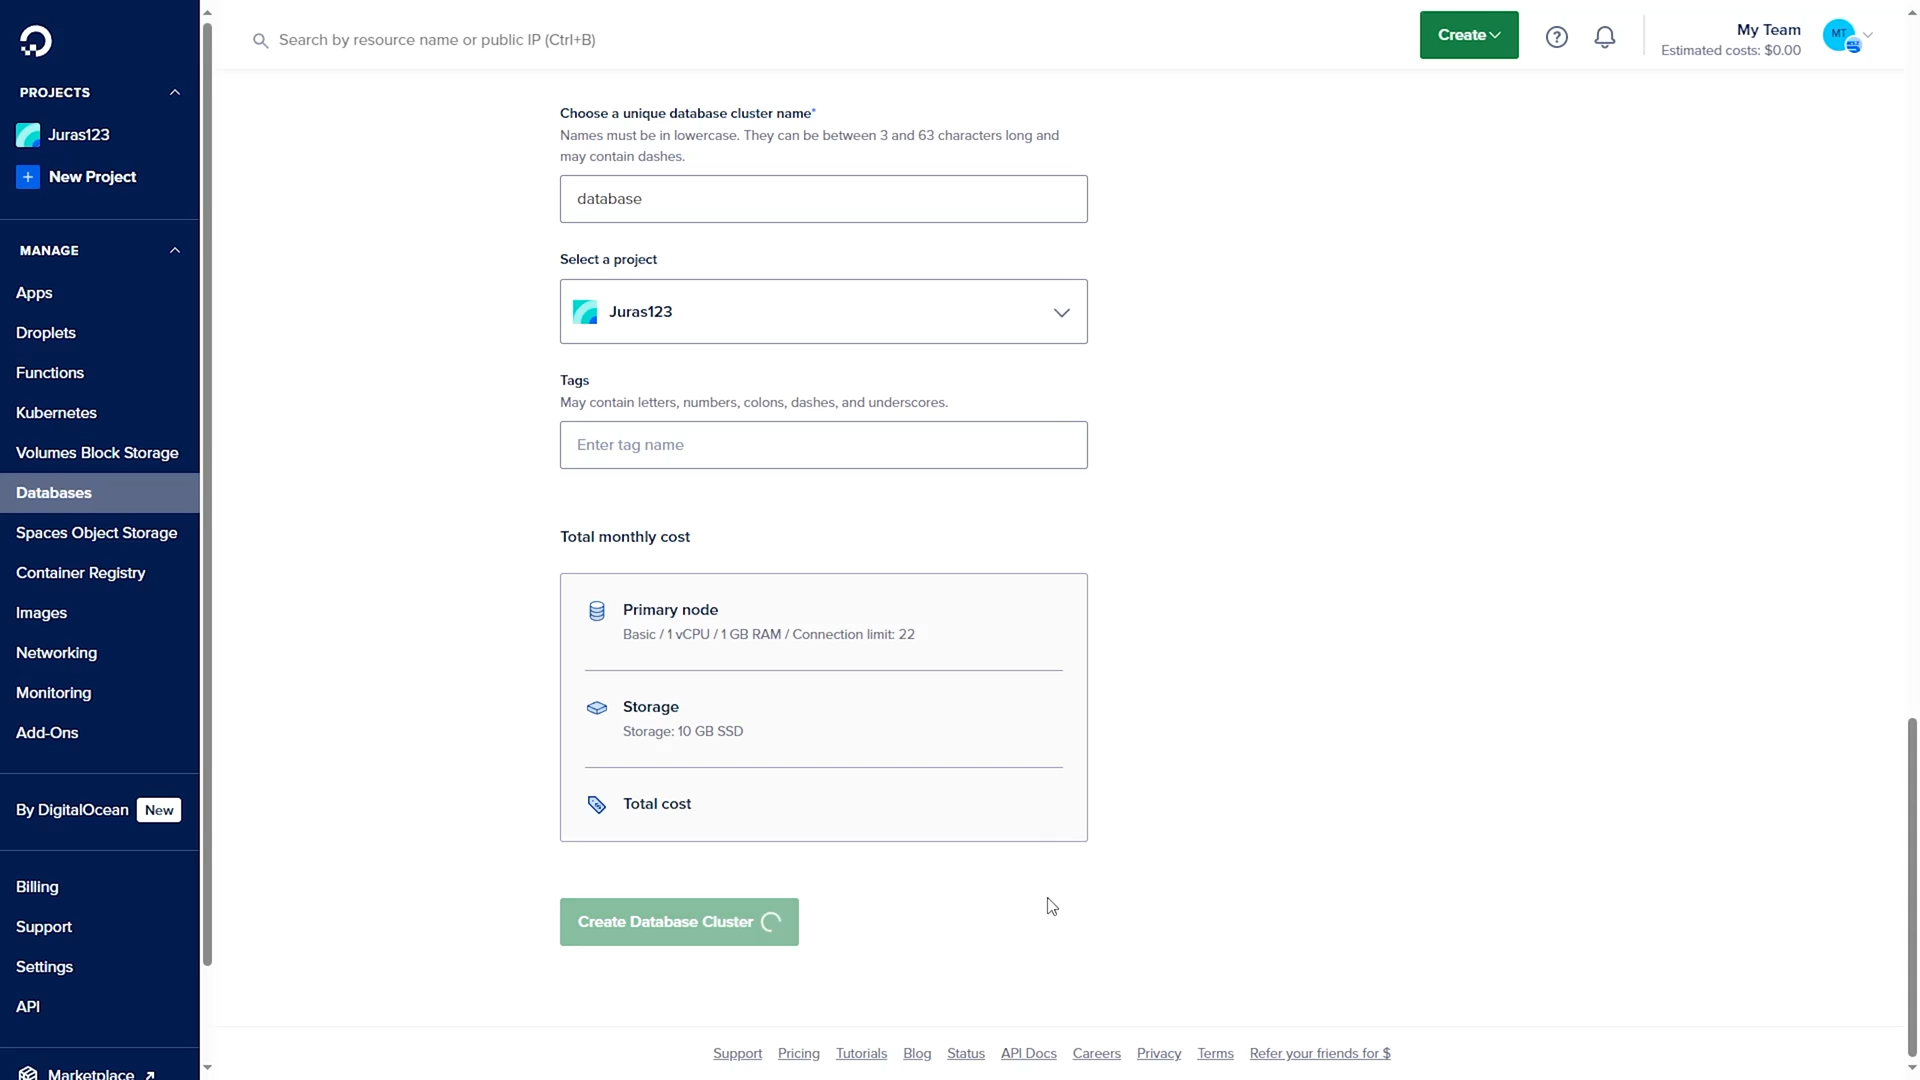 Search by resource name or public IP (Ctrl+B)
Create
My Team
Estimated costs: $0.00
MT
PROJECTS
Juras123
+ New Project
MANAGE
Apps
Droplets
Functions
Kubernetes
Volumes Block Storage
Databases
Spaces Object Storage
Container Registry
Images
Networking
Monitoring
Add-Ons
By DigitalOcean New
Billing
Support
Settings
API
Marketplace
Choose a unique database cluster name*
Names must be in lowercase. They can be between 3 and 63 characters long and
may contain dashes.
database
Select a project
Juras123
Tags
May contain letters, numbers, colons, dashes, and underscores.
Enter tag name
Total monthly cost
Primary node
Basic / 1 vCPU / 1 GB RAM / Connection limit: 22
Storage
Storage: 10 GB SSD
Total cost
Create Database Cluster
Support Pricing Tutorials Blog Status API Docs Careers Privacy Terms Refer your friends for $